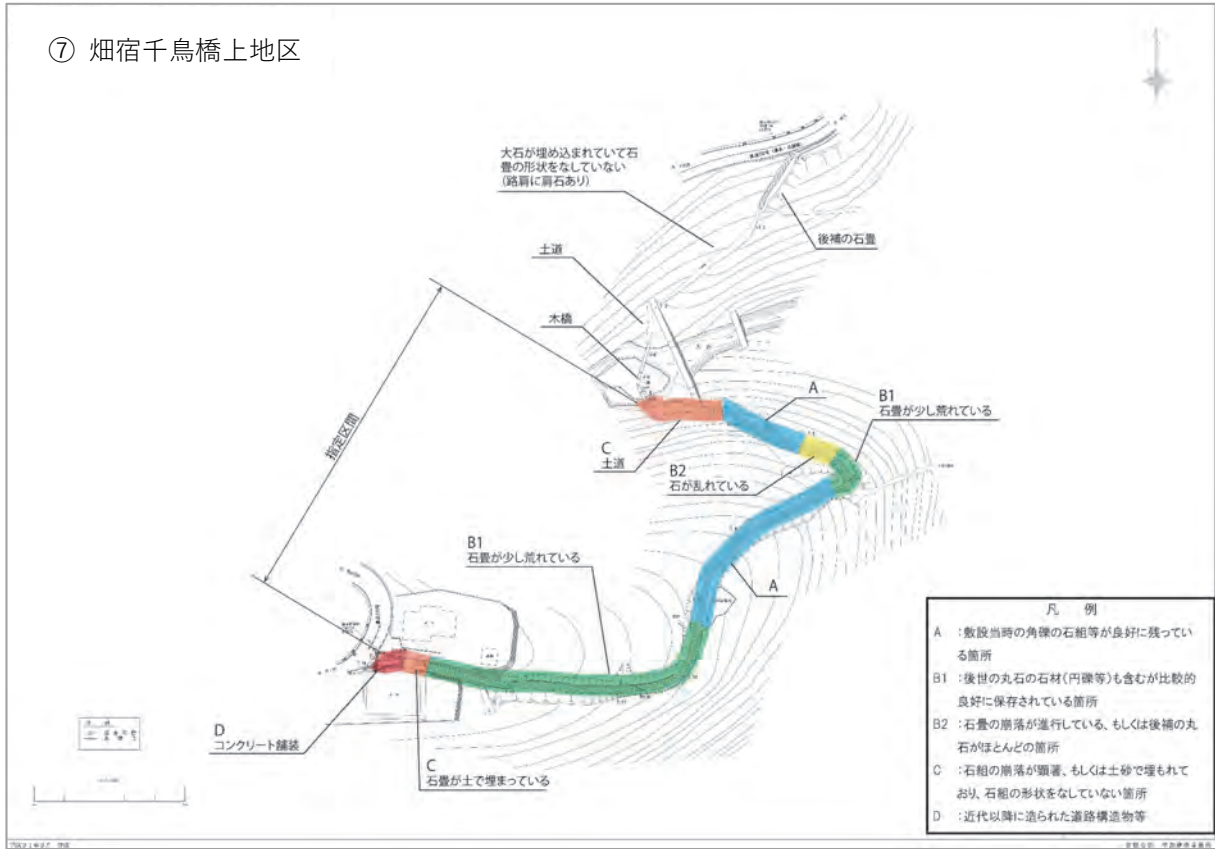 ⑦ 畑宿千鳥橋上地区
大石が埋め込まれていて石
畳の形状をなしていない
(路肩に肩石あり)
後補の石畳
土道
木橋
指定区間
A
B1
石畳が少し荒れている
C
土道
B2
石が乱れている
B1
石畳が少し荒れている
A
D
コンクリート舗装
C
石畳が土で埋まっている
凡 例
A :敷設当時の角礫の石組等が良好に残ってい
る箇所
B1 :後世の丸石の石材(円礫等)も含むが比較的
良好に保存されている箇所
B2 :石畳の崩落が進行している、もしくは後補の丸
石がほとんどの箇所
C :石組の崩落が顕著、もしくは土砂で埋もれて
おり、石組の形状をなしていない箇所
D :近代以降に造られた道路構造物等